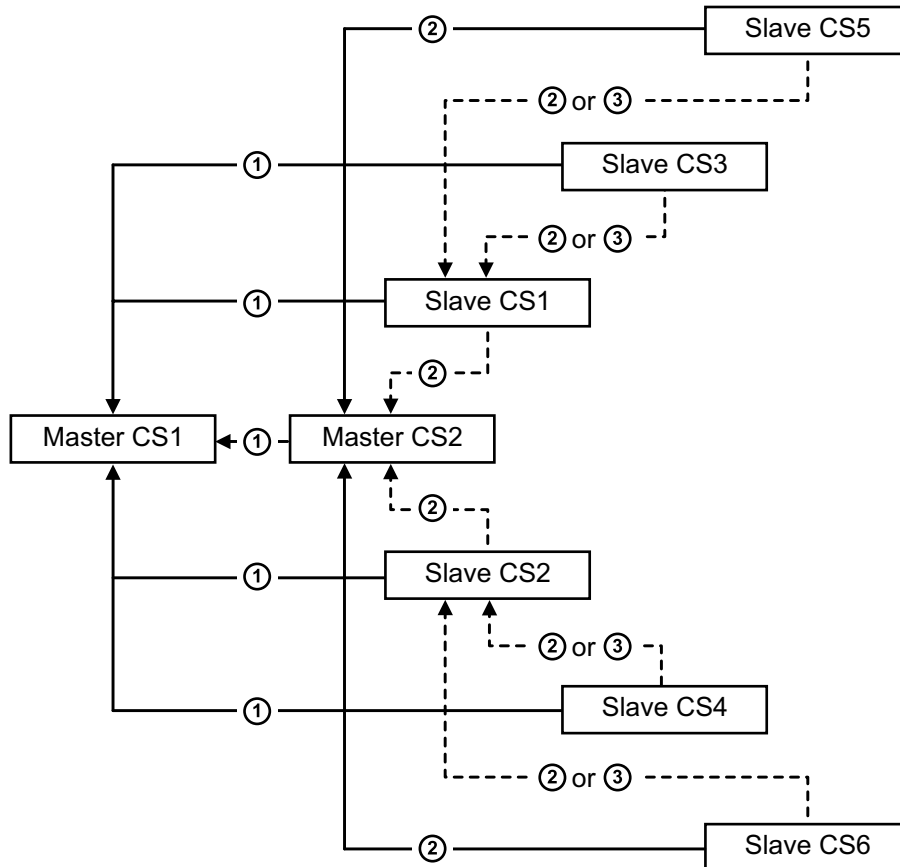 ② Slave CS5
② or ③
① Slave CS3
② or ③
① Slave CS1
②
Master CS1 ① Master CS2
②
① Slave CS2
② or ③
① Slave CS4
② or ③
② Slave CS6